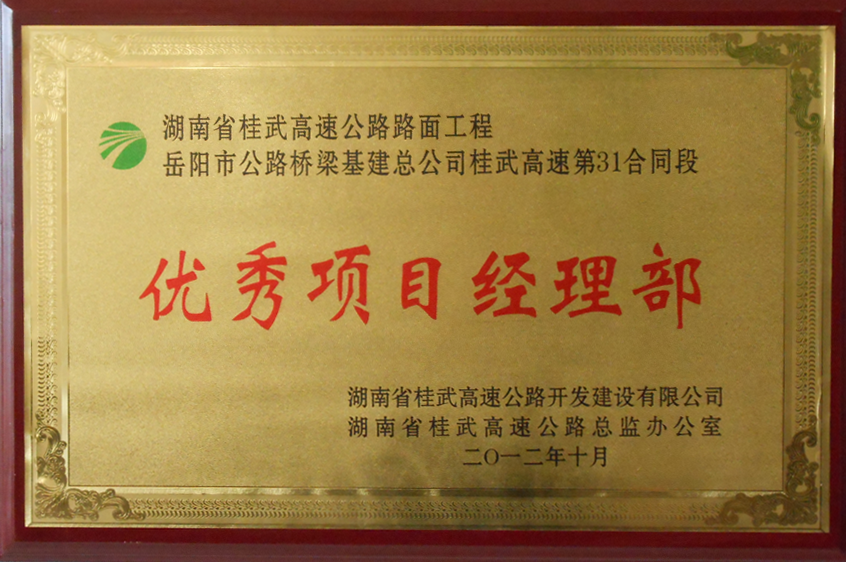 湖南省桂武高速公路路面工程
岳阳市公路桥梁基建总公司桂武高速第31合同段
优秀项目经理部
湖南省桂武高速公路开发建设有限公司
湖南省桂武高速公路总监办公室
二〇一二年十月